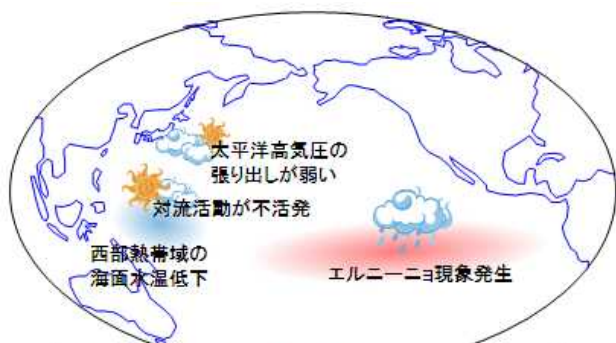 太平洋高気圧の
張り出しが弱い
対流活動が不活発
西部熱帯域の
海面水温低下
エルニーニョ現象発生